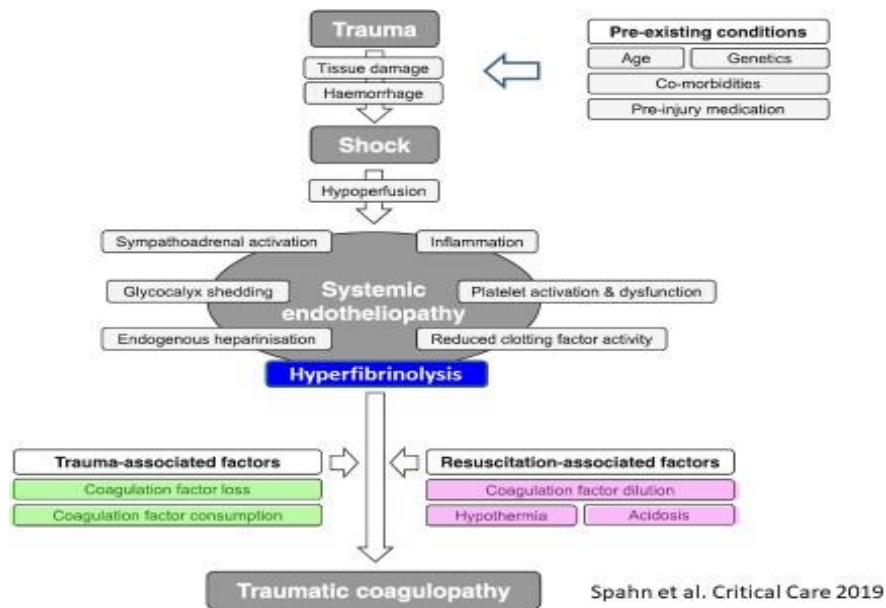 Trauma
Tissue damage
Haemorrhage
Pre-existing conditions
Age
Genetics
Co-morbidities
Pre-injury medication
Shock
Hypoperfusion
Sympathoadrenal activation
Inflammation
Glycocalyx shedding
Systemic
endotheliopathy
Platelet activation & dysfunction
Endogenous heparinisation
Reduced clotting factor activity
Hyperfibrinolysis
Trauma-associated factors
Coagulation factor loss
Coagulation factor consumption
Resuscitation-associated factors
Coagulation factor dilution
Hypothermia
Acidosis
Traumatic coagulopathy
Spahn et al. Critical Care 2019